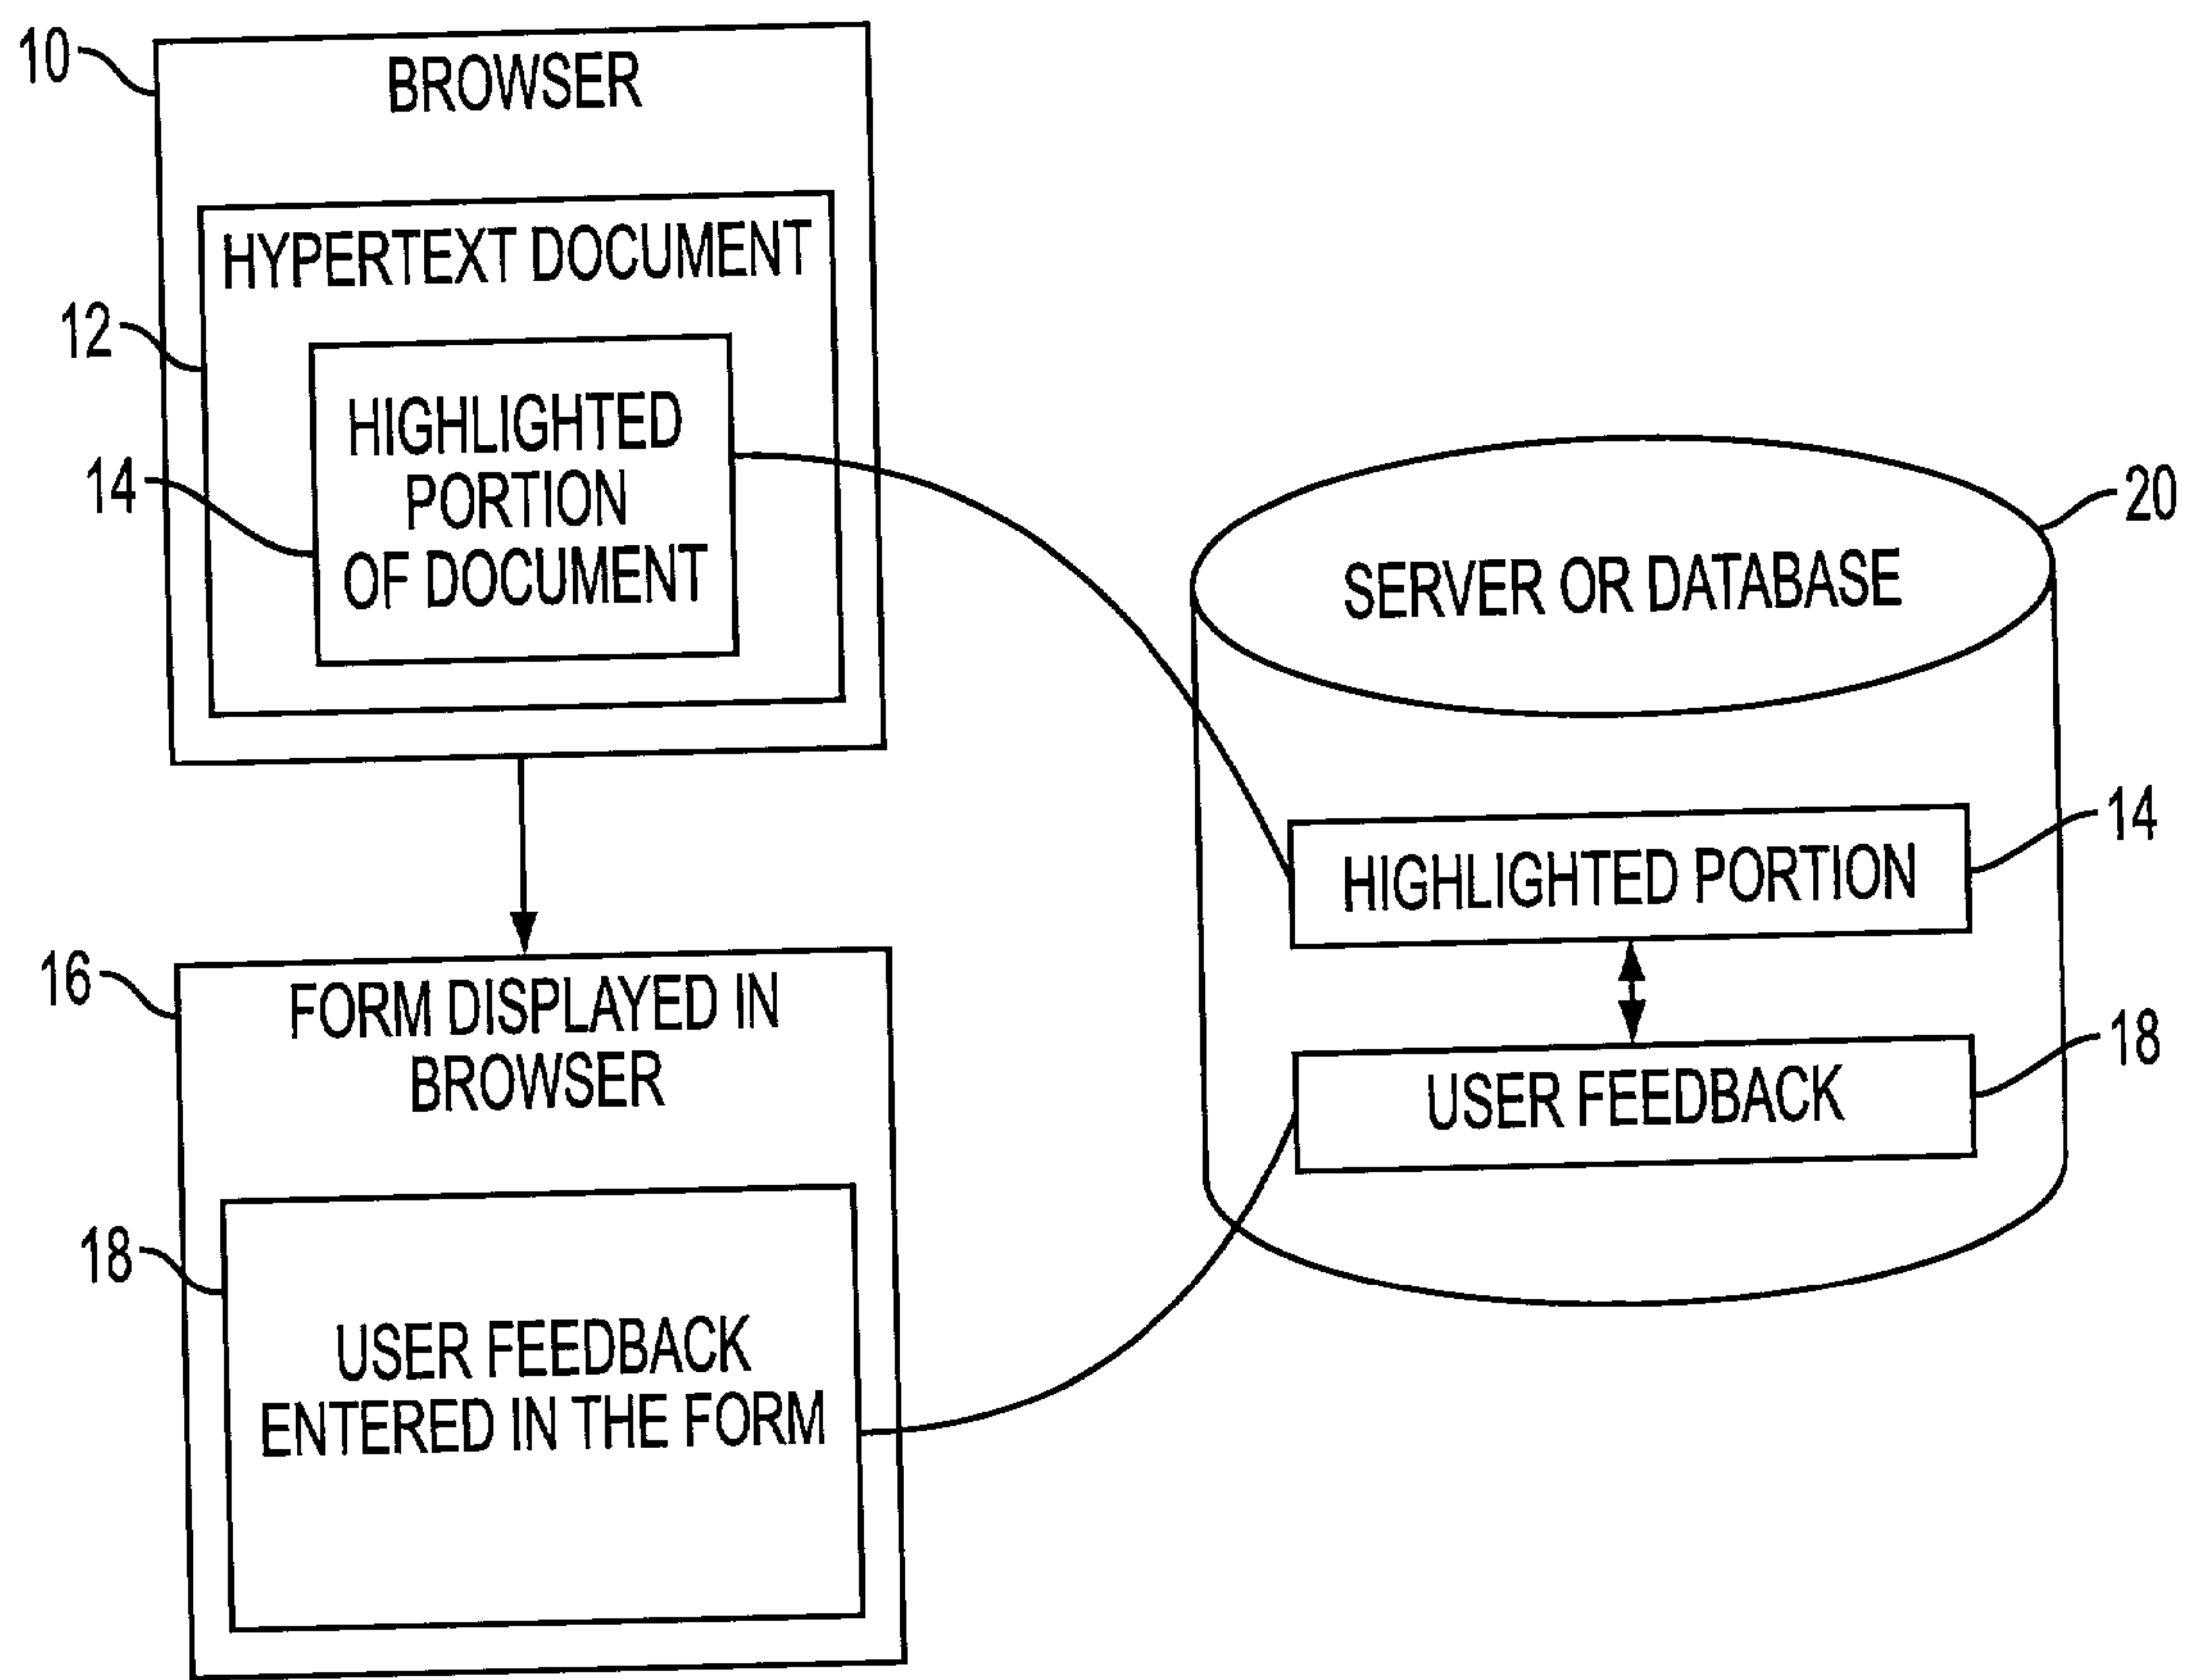 10
BROWSER
HYPERTEXT DOCUMENT
12
HIGHLIGHTED
PORTION
OF DOCUMENT
14
20
SERVER OR DATABASE
14
HIGHLIGHTED PORTION
18
USER FEEDBACK
16
FORM DISPLAYED IN
BROWSER
18
USER FEEDBACK
ENTERED IN THE FORM